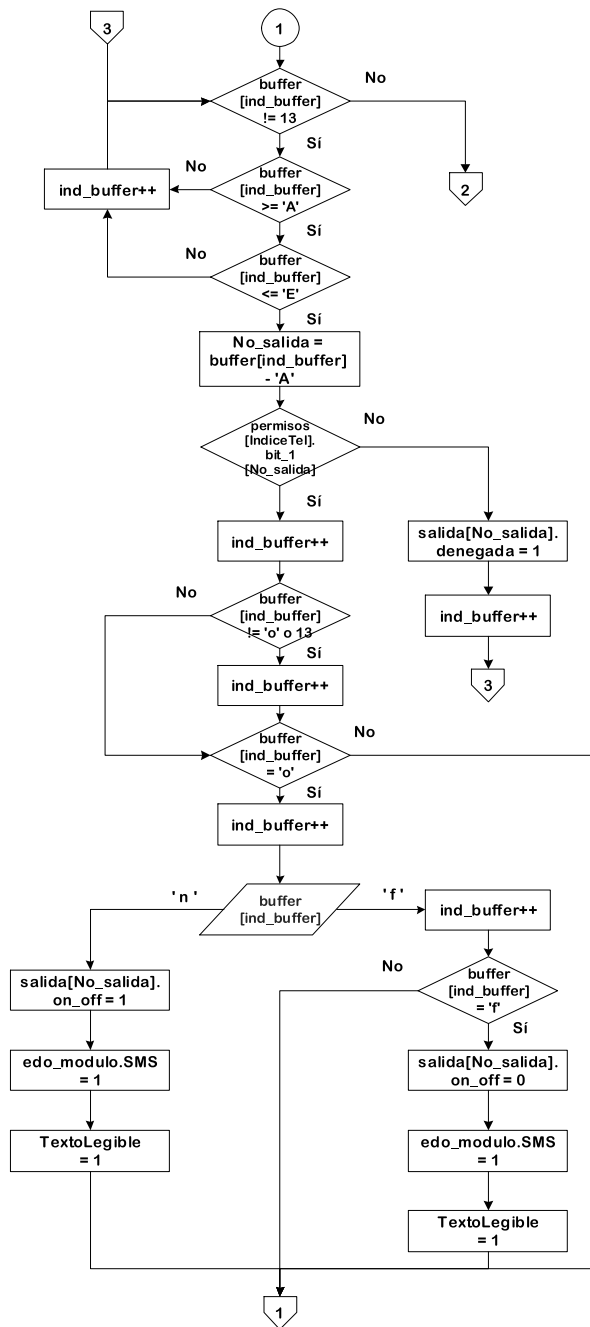 3
1
buffer
[ind_buffer]
!= 13
No
Sí
2
ind_buffer++
No
buffer
[ind_buffer]
>= 'A'
Sí
No
buffer
[ind_buffer]
<= 'E'
Sí
No_salida =
buffer[ind_buffer]
- 'A'
permisos
[IndiceTel].
bit_1
[No_salida]
No
Sí
ind_buffer++
salida[No_salida].
denegada = 1
No
buffer
[ind_buffer]
!= 'o' o 13
Sí
ind_buffer++
3
ind_buffer++
buffer
[ind_buffer]
= 'o'
No
Sí
ind_buffer++
' n '
buffer
[ind_buffer]
' f '
ind_buffer++
salida[No_salida].
on_off = 1
No
buffer
[ind_buffer]
= 'f'
Sí
edo_modulo.SMS
= 1
salida[No_salida].
on_off = 0
TextoLegible
= 1
edo_modulo.SMS
= 1
TextoLegible
= 1
1